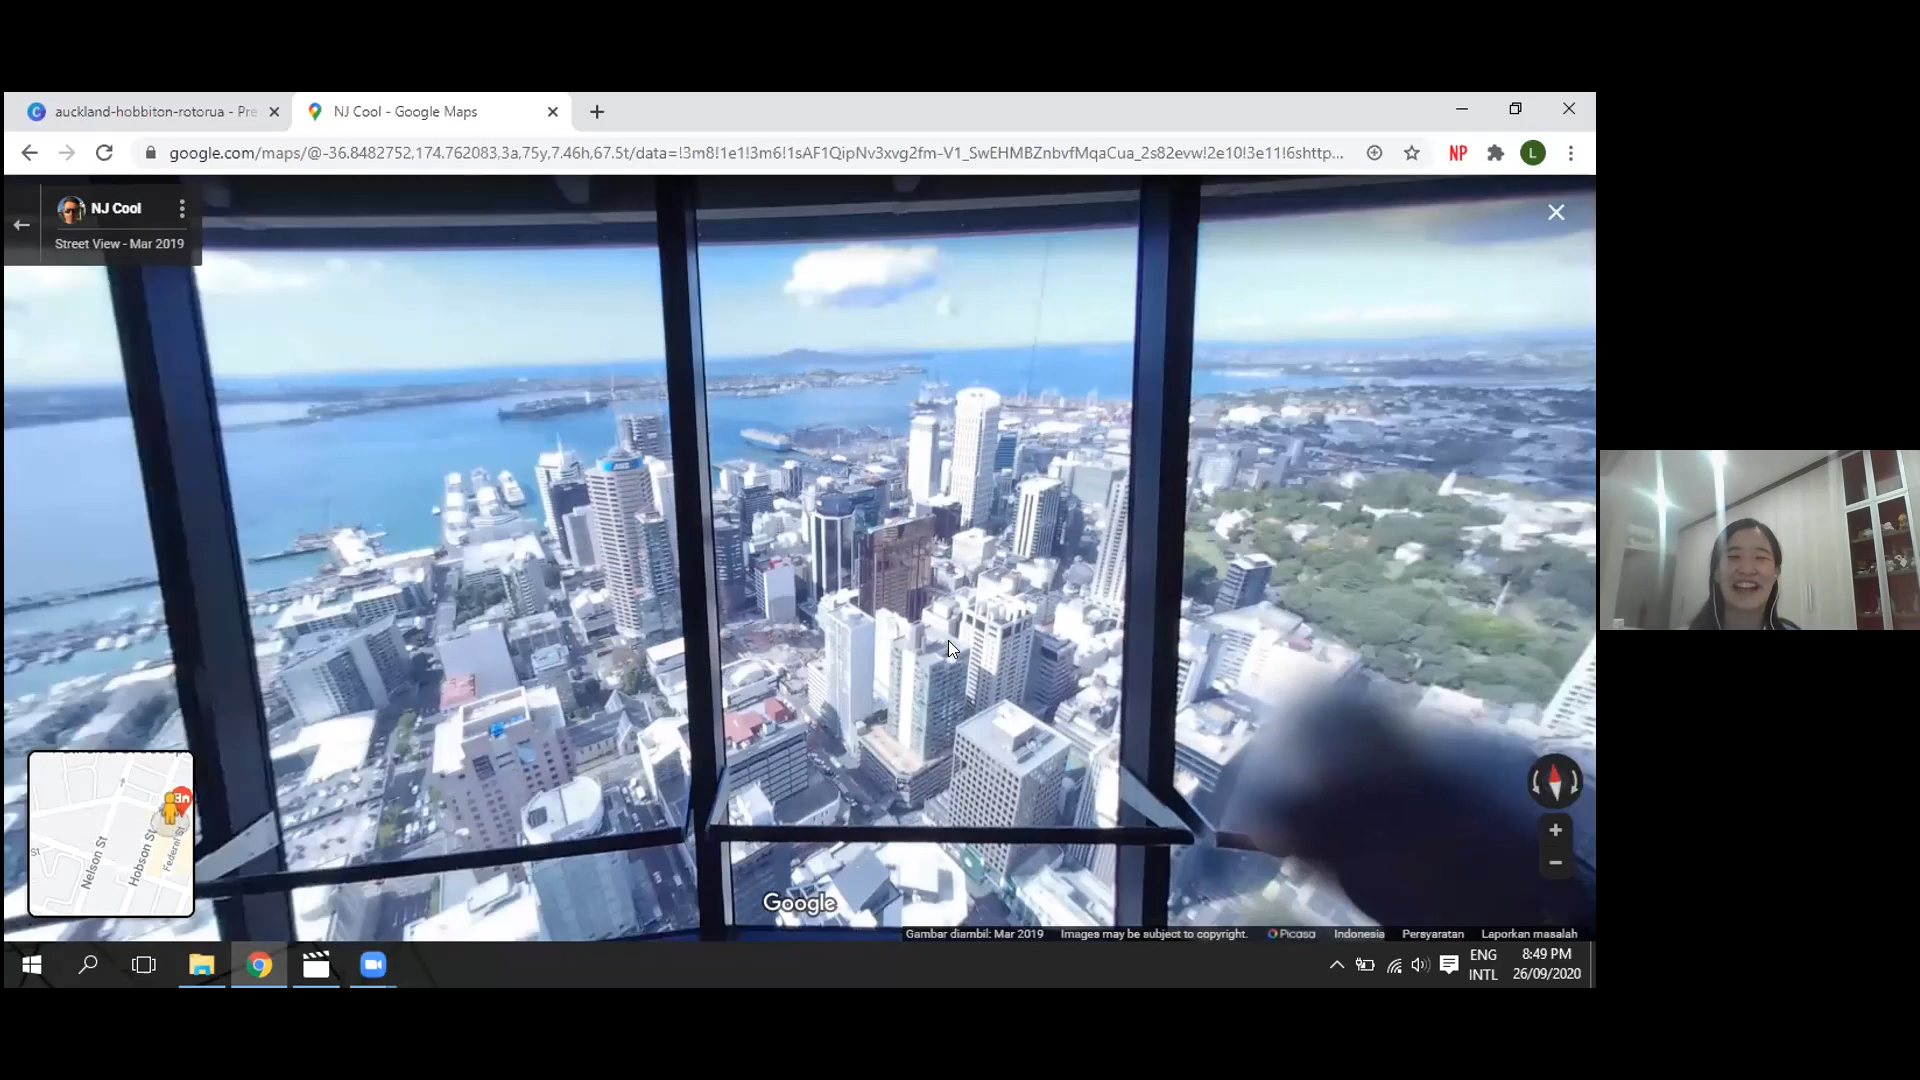 auckland-hobbiton-rotorua - Pre
NJ Cool - Google Maps
google.com/maps/@-36.8482752,174.762083,3a,75y,7.46h,67.5t/data=!3m8!1e1!3m6!1sAF1QipNv3xvg2fm-V1_SwEHMBZnbvfMqaCua_2s82evw!2e10!3e11!6shttp...
NP
L
NJ Cool
Street View - Mar 2019
Nelson St
Hobson St
Federal St
St
Google
Gambar diambil: Mar 2019 Images may be subject to copyright. Picasa Indonesia Persyaratan Laporkan masalah
ENG
INTL
8:49 PM
26/09/2020